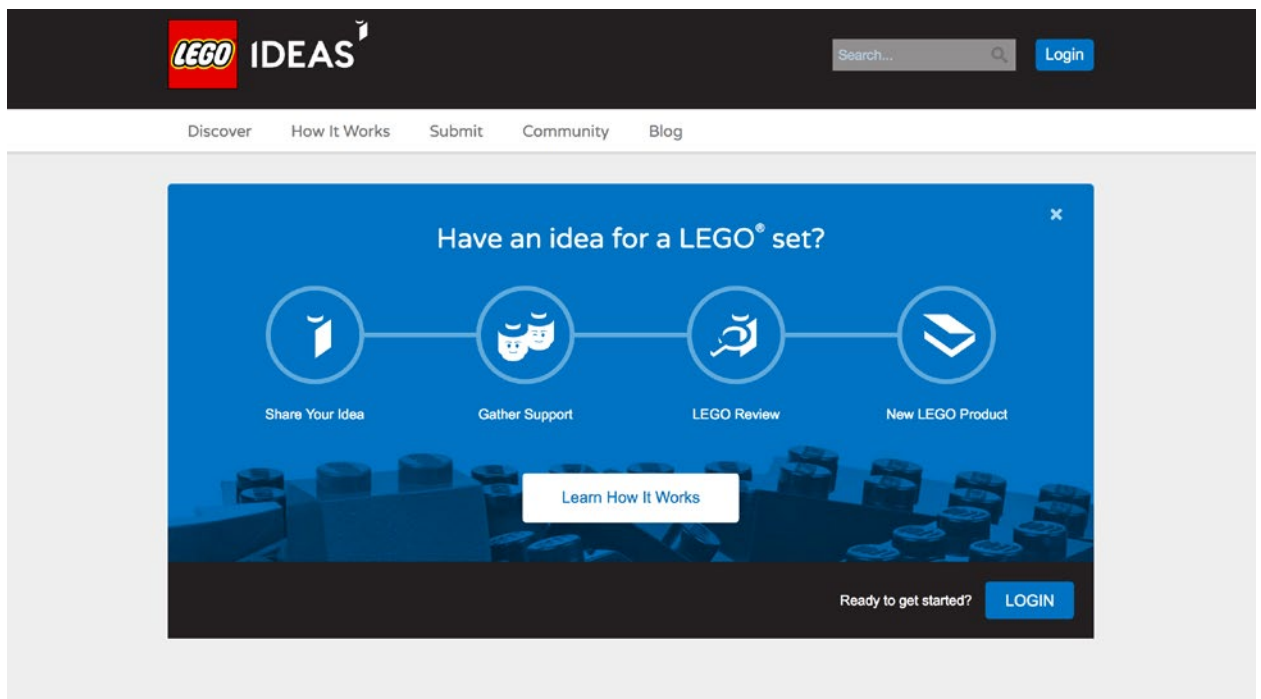 LEGO IDEAS
Search...
Login
Discover How It Works Submit Community Blog
Have an idea for a LEGO® set?
Share Your Idea Gather Support LEGO Review New LEGO Product
Learn How It Works
Ready to get started? LOGIN